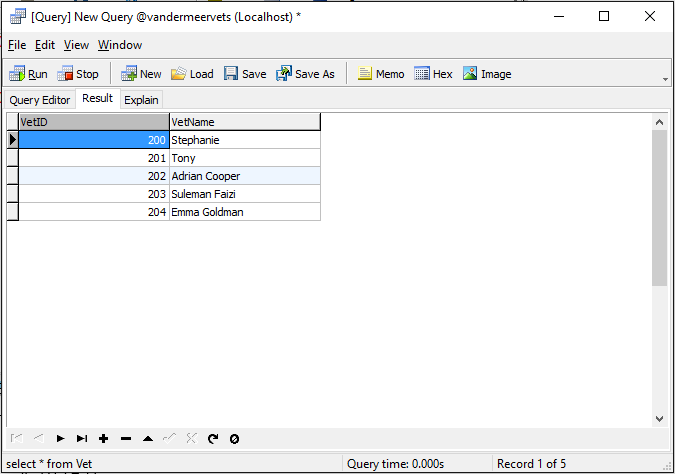 [Query] New Query @vandermeervets (Localhost) *
File Edit View Window
Run Stop New Load Save Save As Memo Hex Image
Query Editor Result Explain
VetID VetName
200 Stephanie
201 Tony
202 Adrian Cooper
203 Suleman Faizi
204 Emma Goldman
select * from Vet Query time: 0.000s Record 1 of 5